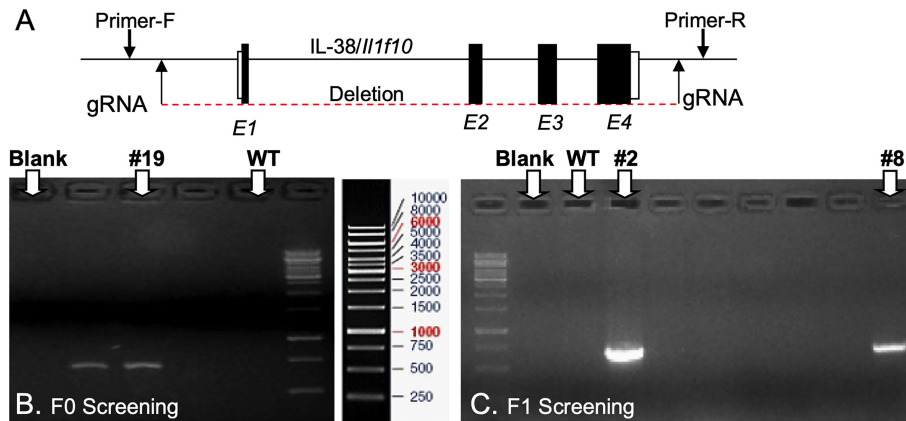 A
Primer-F
Primer-R
IL-38/Il1f10
gRNA
Deletion
gRNA
E1
E2
E3
E4
Blank
#19
WT
Blank
WT
#2
#8
10000
8000
6000
5000
4000
3500
3000
2500
2000
1500
1000
750
500
250
B. F0 Screening
C. F1 Screening